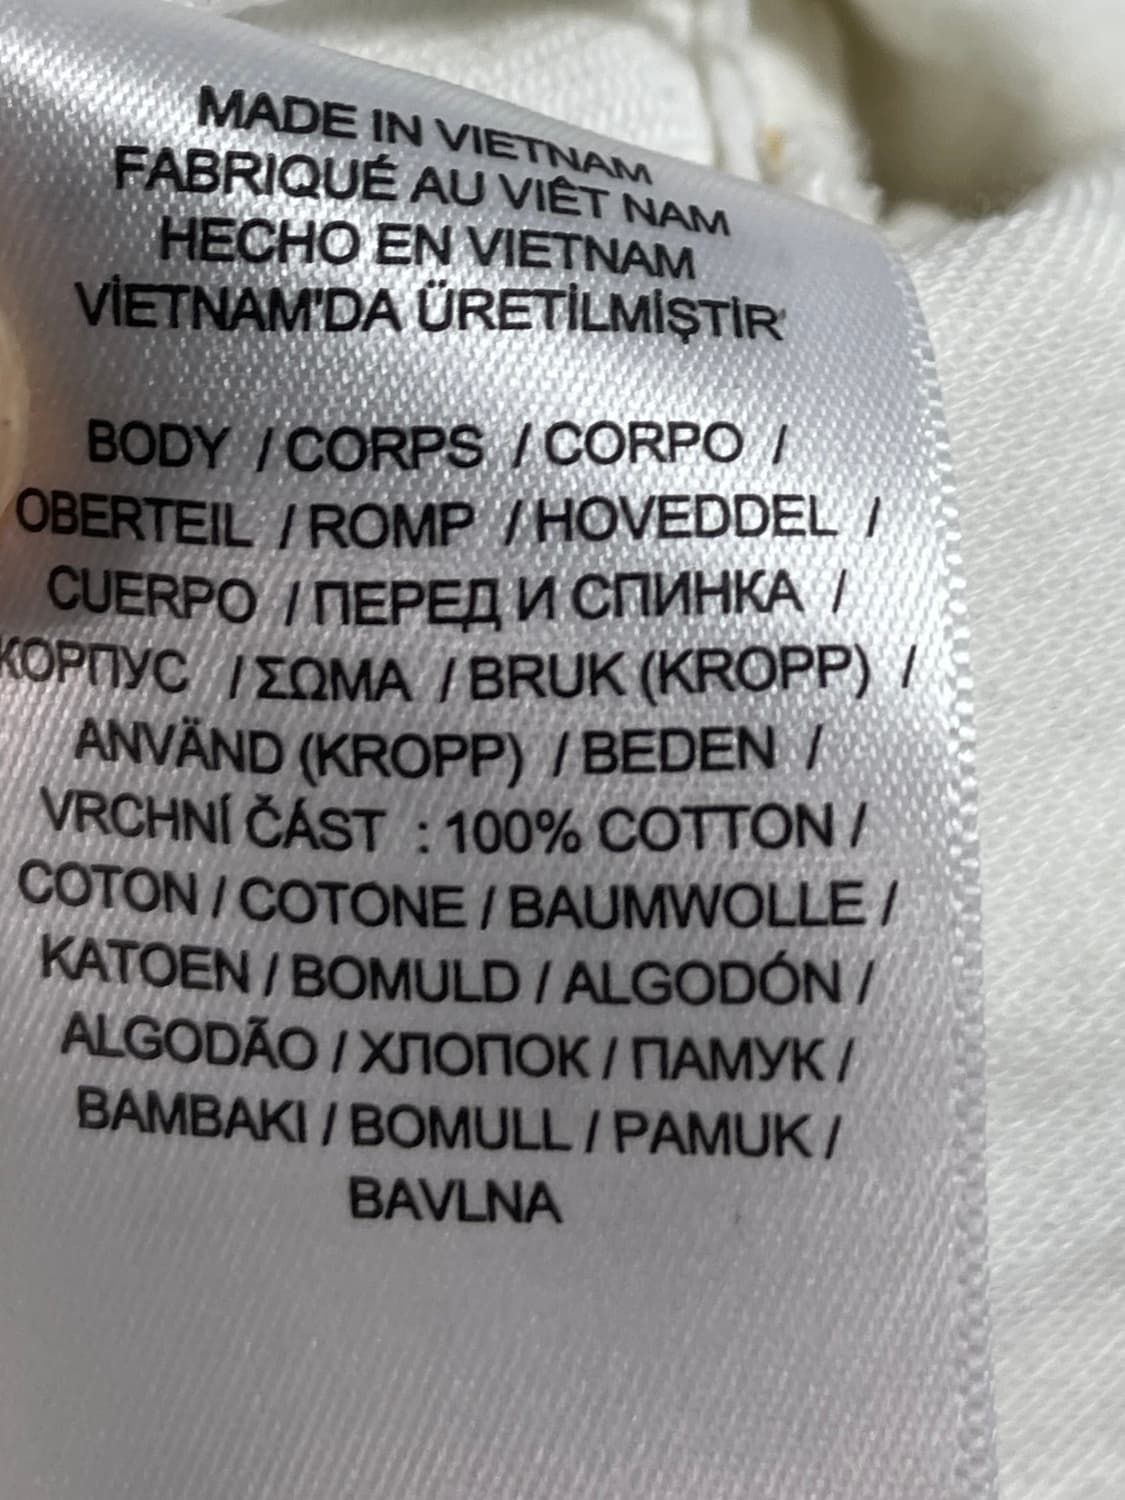 MADE IN VIETNAM
FABRIQUÉ AU VIÊT NAM
HECHO EN VIETNAM
VİETNAM'DA ÜRETİLMİŞTİR
BODY / CORPS / CORPO /
OBERTEIL / ROMP / HOVEDDEL /
CUERPO / ПЕРЕД И СПИНКА /
КОРПУС / ΣΩΜΑ / BRUK (KROPP) /
ANVÄND (KROPP) / BEDEN /
VRCHNÍ ČÁST : 100% COTTON /
COTON / COTONE / BAUMWOLLE /
KATOEN / BOMULD / ALGODÓN /
ALGODÃO / ХЛОПОК / ПАМУК /
BAMBAKI / BOMULL / PAMUK /
BAVLNA